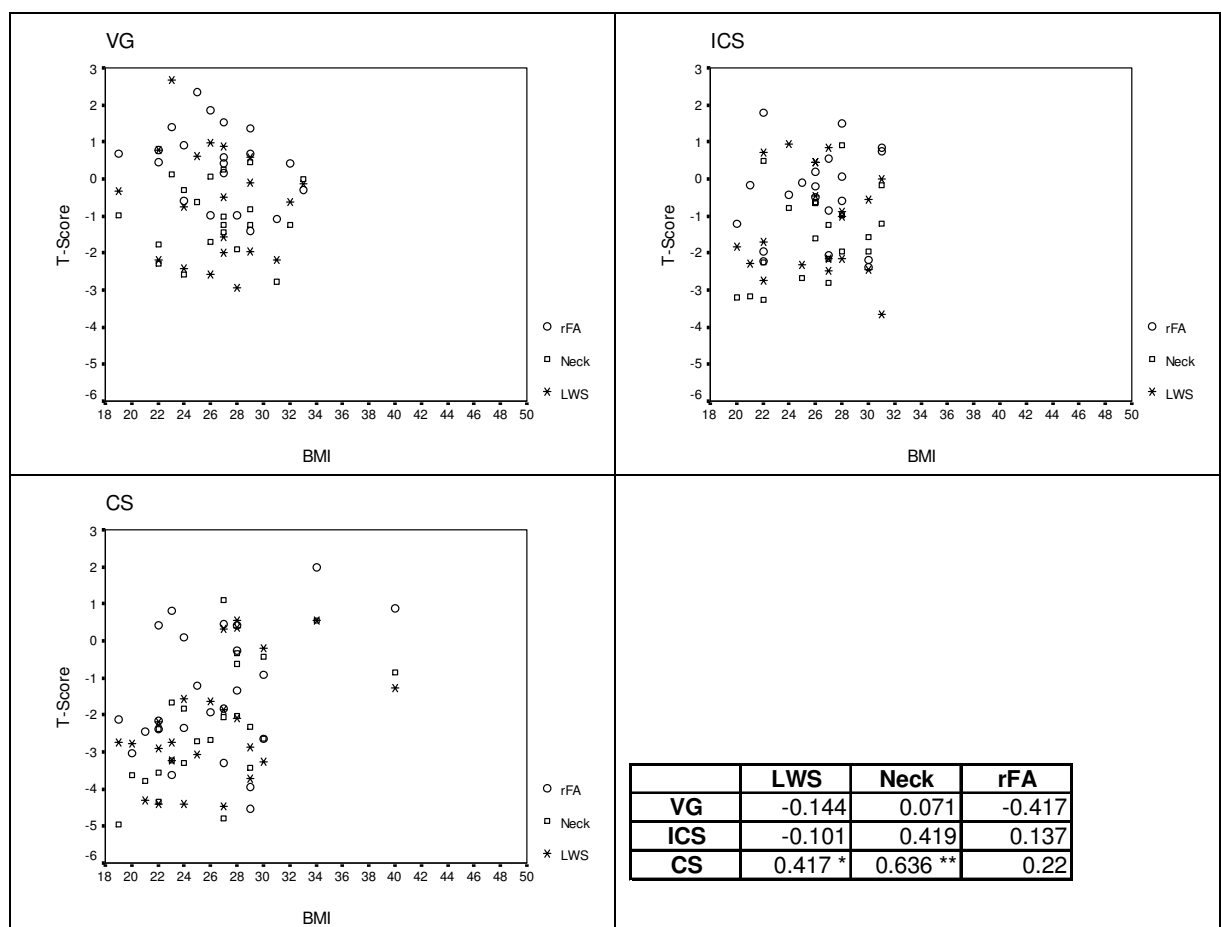 VG
3
2
1
0
-1
-2
-3
-4
-5
-6
T-Score
18 20 22 24 26 28 30 32 34 36 38 40 42 44 46 48 50
BMI
rFA
Neck
LWS
ICS
3
2
1
0
-1
-2
-3
-4
-5
-6
T-Score
18 20 22 24 26 28 30 32 34 36 38 40 42 44 46 48 50
BMI
rFA
Neck
LWS
CS
3
2
1
0
-1
-2
-3
-4
-5
-6
T-Score
18 20 22 24 26 28 30 32 34 36 38 40 42 44 46 48 50
BMI
rFA
Neck
LWS
LWS Neck rFA
VG -0.144 0.071 -0.417
ICS -0.101 0.419 0.137
CS 0.417 * 0.636 ** 0.22